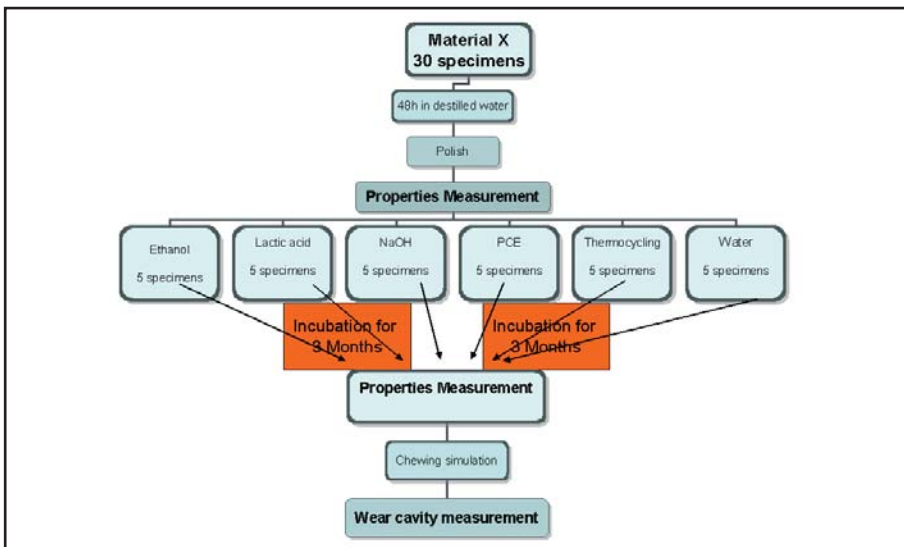 Material X
30 specimens
48h in destilled water
Polish
Properties Measurement
Ethanol
5 specimens
Lactic acid
5 specimens
NaOH
5 specimens
PCE
5 specimens
Thermocycling
5 specimens
Water
5 specimens
Incubation for
3 Months
Incubation for
3 Months
Properties Measurement
Chewing simulation
Wear cavity measurement